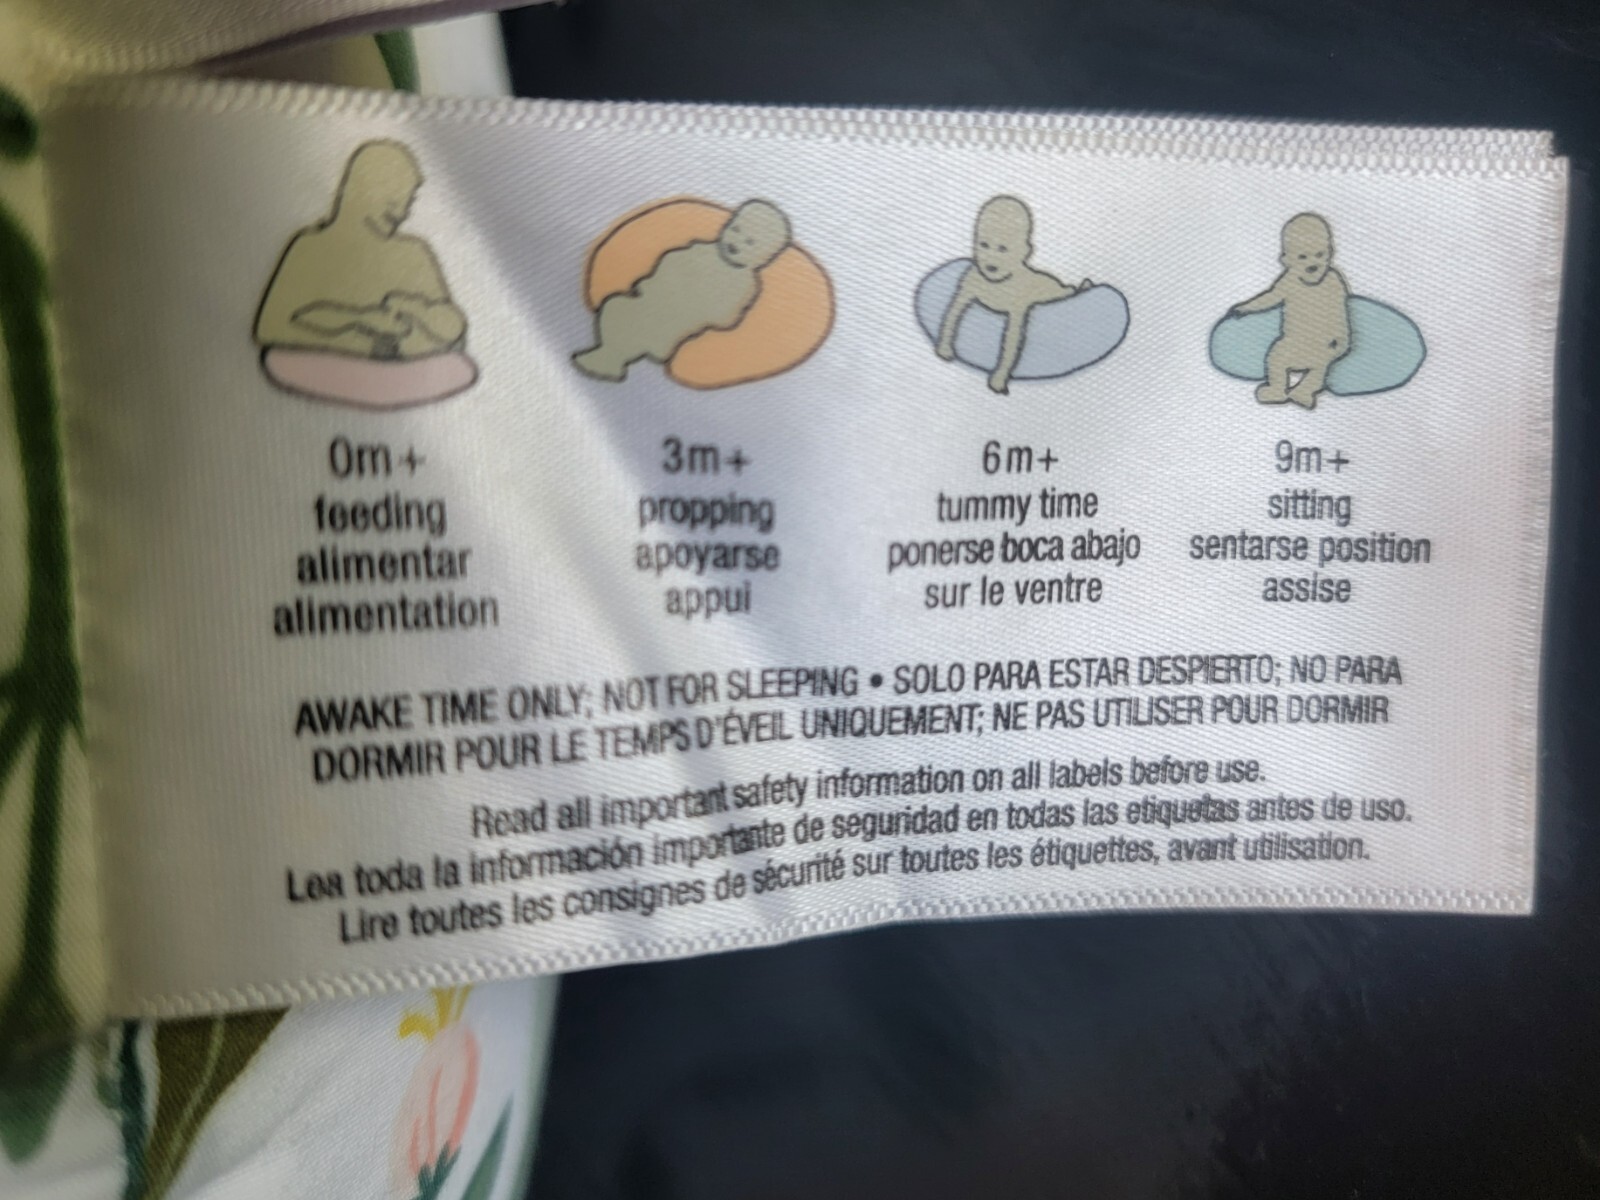 0m+
feeding
alimentar
alimentation
3m+
propping
apoyarse
appui
6m+
tummy time
ponerse boca abajo
sur le ventre
9m+
sitting
sentarse position
assise
AWAKE TIME ONLY; NOT FOR SLEEPING • SOLO PARA ESTAR DESPIERTO; NO PARA
DORMIR POUR LE TEMPS D'ÉVEIL UNIQUEMENT; NE PAS UTILISER POUR DORMIR
Read all important safety information on all labels before use.
Lea toda la información importante de seguridad en todas las etiquetas antes de uso.
Lire toutes les consignes de sécurité sur toutes les étiquettes, avant utilisation.